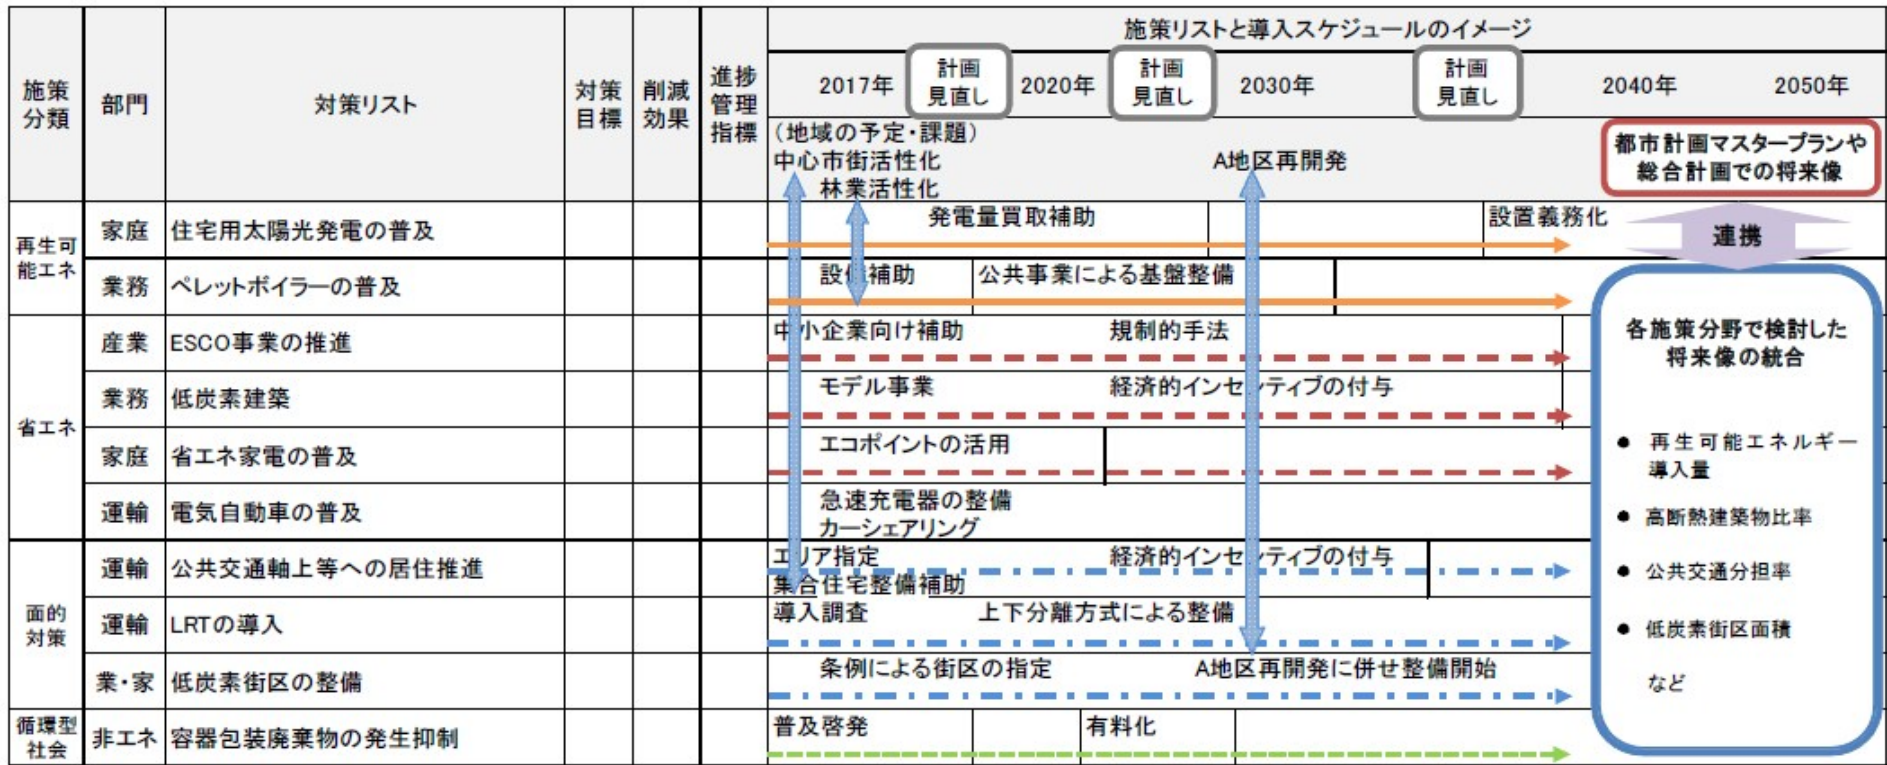 施策リストと導入スケジュールのイメージ
施策
分類
部門
対策リスト
対策
目標
削減
効果
進捗
管理
指標
2017年
計画
見直し
2020年
計画
見直し
2030年
計画
見直し
2040年
2050年
(地域の予定・課題)
中心市街活性化
林業活性化
A地区再開発
都市計画マスタープランや
総合計画での将来像
連携
再生可
能エネ
家庭
住宅用太陽光発電の普及
発電量買取補助
設置義務化
業務
ペレットボイラーの普及
設備補助
公共事業による基盤整備
省エネ
産業
ESCO事業の推進
中小企業向け補助
規制的手法
業務
低炭素建築
モデル事業
経済的インセンティブの付与
家庭
省エネ家電の普及
エコポイントの活用
運輸
電気自動車の普及
急速充電器の整備
カーシェアリング
面的
対策
運輸
公共交通軸上等への居住推進
エリア指定
集合住宅整備補助
経済的インセンティブの付与
運輸
LRTの導入
導入調査
上下分離方式による整備
業・家
低炭素街区の整備
条例による街区の指定
A地区再開発に併せ整備開始
循環型
社会
非エネ
容器包装廃棄物の発生抑制
普及啓発
有料化
各施策分野で検討した
将来像の統合
● 再生可能エネルギー
導入量
● 高断熱建築物比率
● 公共交通分担率
● 低炭素街区面積
など